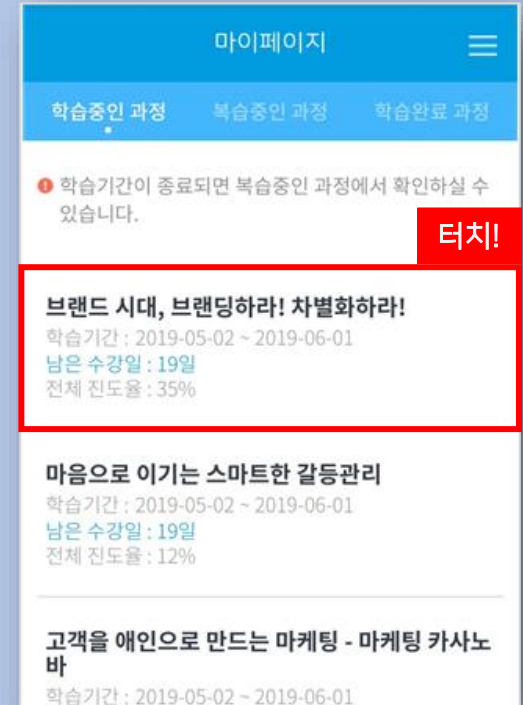 마이페이지
학습중인 과정 복습중인 과정 학습완료 과정
학습기간이 종료되면 복습중인 과정에서 확인하실 수
있습니다.
터치!
브랜드 시대, 브랜딩하라! 차별화하라!
학습기간 : 2019-05-02 ~ 2019-06-01
남은 수강일 : 19일
전체 진도율 : 35%
마음으로 이기는 스마트한 갈등관리
학습기간 : 2019-05-02 ~ 2019-06-01
남은 수강일 : 19일
전체 진도율 : 12%
고객을 애인으로 만드는 마케팅 - 마케팅 카사노
바
학습기간 : 2019-05-02 ~ 2019-06-01